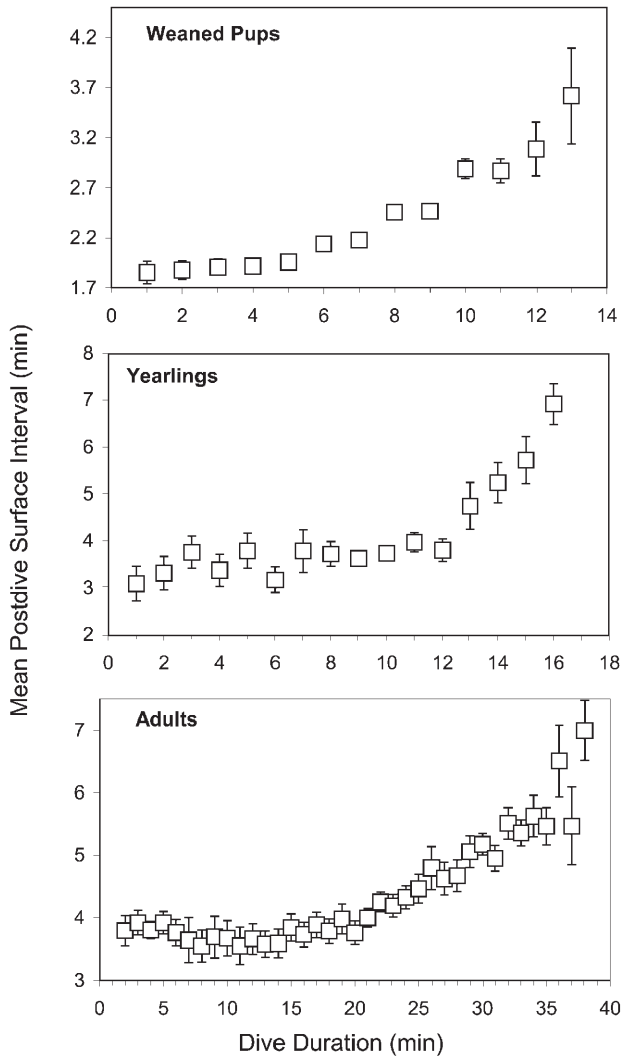 Weaned Pups
4.2
3.7
3.2
2.7
2.2
1.7
0 2 4 6 8 10 12 14
Mean Postdive Surface Interval (min)
Yearlings
8
7
6
5
4
3
2
0 2 4 6 8 10 12 14 16 18
Adults
7
6
5
4
3
0 5 10 15 20 25 30 35 40
Dive Duration (min)